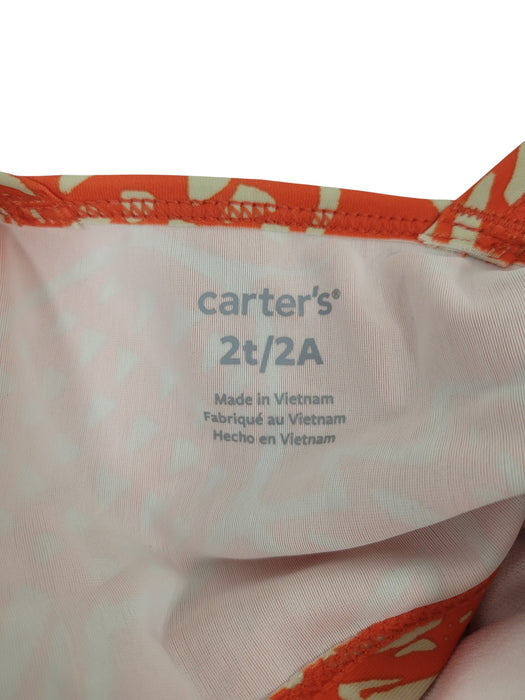 carter's®
2t/2A
Made in Vietnam
Fabriqué au Vietnam
Hecho en Vietnam